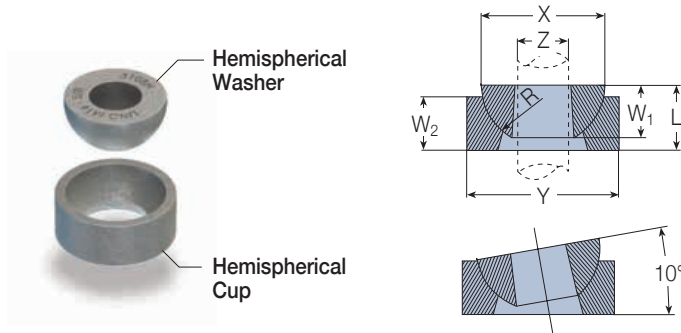 Hemispherical
Washer
Hemispherical
Cup
X
Z
R
W₂
W₁
L
Y
10°